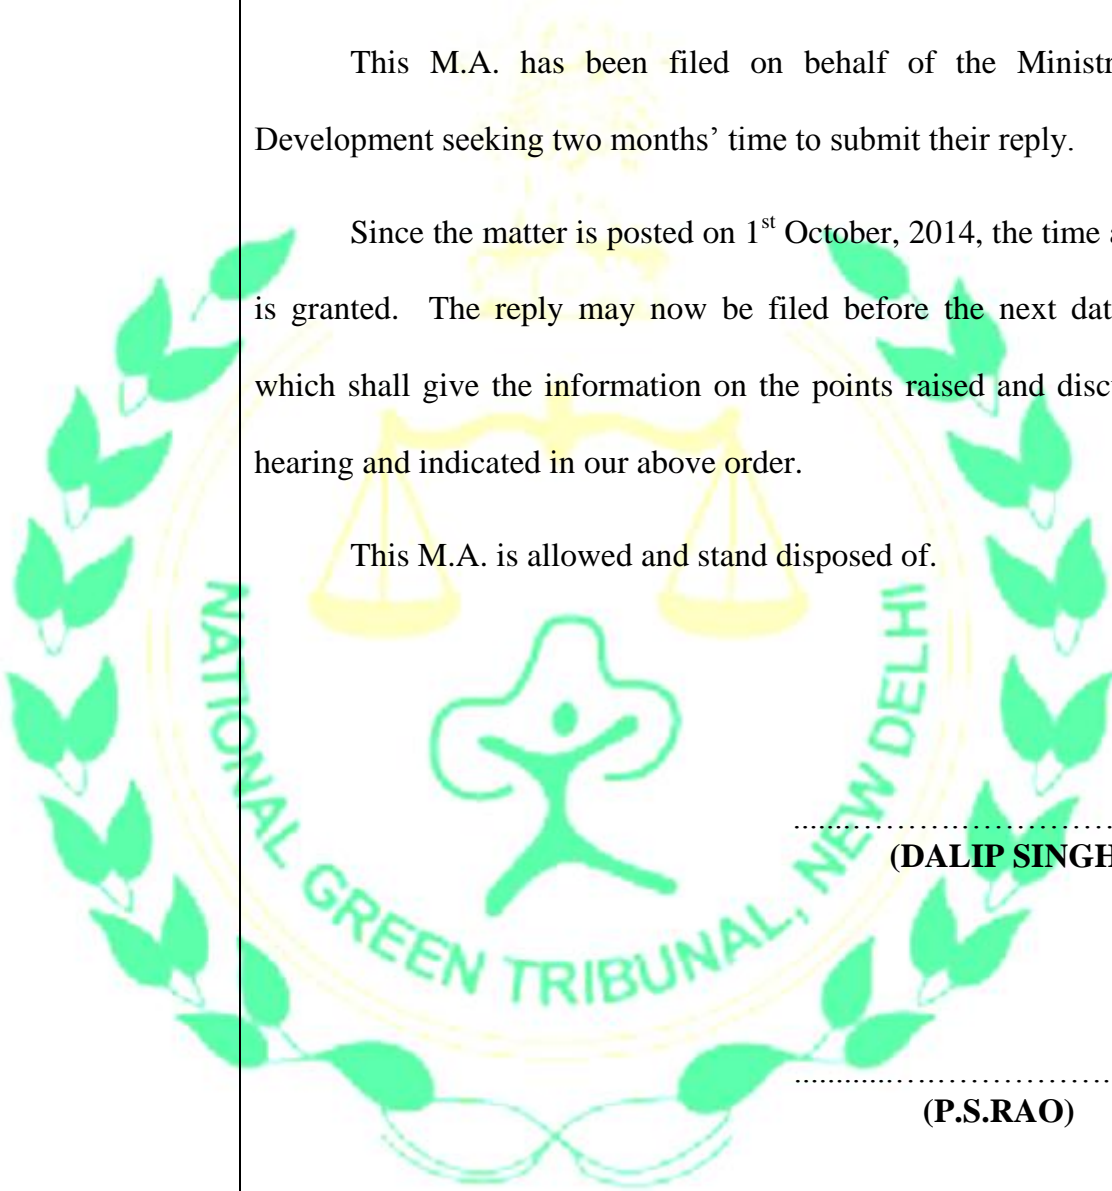 This M.A. has been filed on behalf of the
Development seeking two months’ time to submit their reply.
Since the matter is posted on 1st October, 2014, the time
is granted. The reply may now be filed before the next
which shall give the information on the points raised and
hearing and indicated in our above order.
This M.A. is allowed and stand disposed of.
NATIONAL GREEN TRIBUNAL, NEW DELHI
(DALIP SINGH
(P.S.RAO)